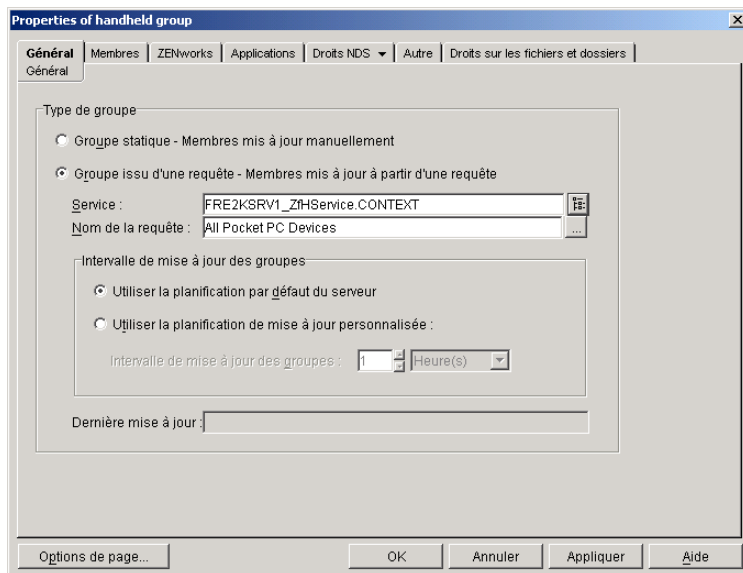 Properties of handheld group
Général Membres ZENworks Applications Droits NDS Autre Droits sur les fichiers et dossiers
Général
Type de groupe
Groupe statique - Membres mis à jour manuellement
Groupe issu d'une requête - Membres mis à jour à partir d'une requête
Service : FRE2KSRV1_ZfHService.CONTEXT
Nom de la requête : All Pocket PC Devices ...
Intervalle de mise à jour des groupes
Utiliser la planification par défaut du serveur
Utiliser la planification de mise à jour personnalisée :
Intervalle de mise à jour des groupes : 1 Heure(s)
Dernière mise à jour :
Options de page... OK Annuler Appliquer Aide